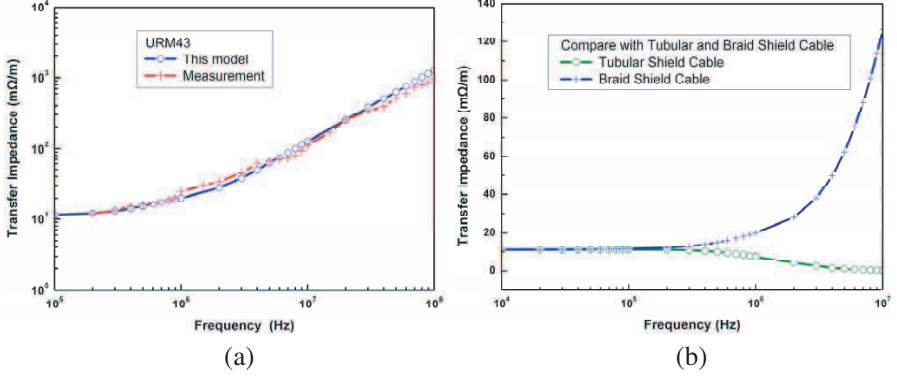 10⁴
10³
10²
10¹
10⁰
Transfer Impedance (mΩ/m)
URM43
This model
Measurement
10⁵ 10⁶ 10⁷ 10⁸
Frequency (Hz)
(a)
140
120
100
80
60
40
20
0
Transfer Impedance (mΩ/m)
Compare with Tubular and Braid Shield Cable
Tubular Shield Cable
Braid Shield Cable
10⁴ 10⁵ 10⁶ 10⁷
Frequency (Hz)
(b)